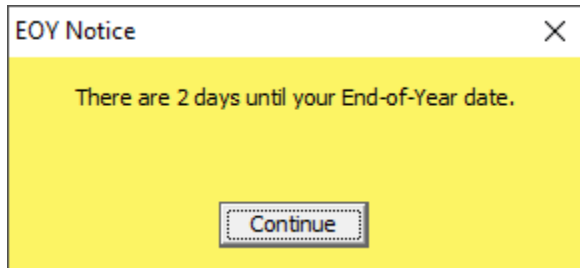 EOY Notice
There are 2 days until your End-of-Year date.
Continue